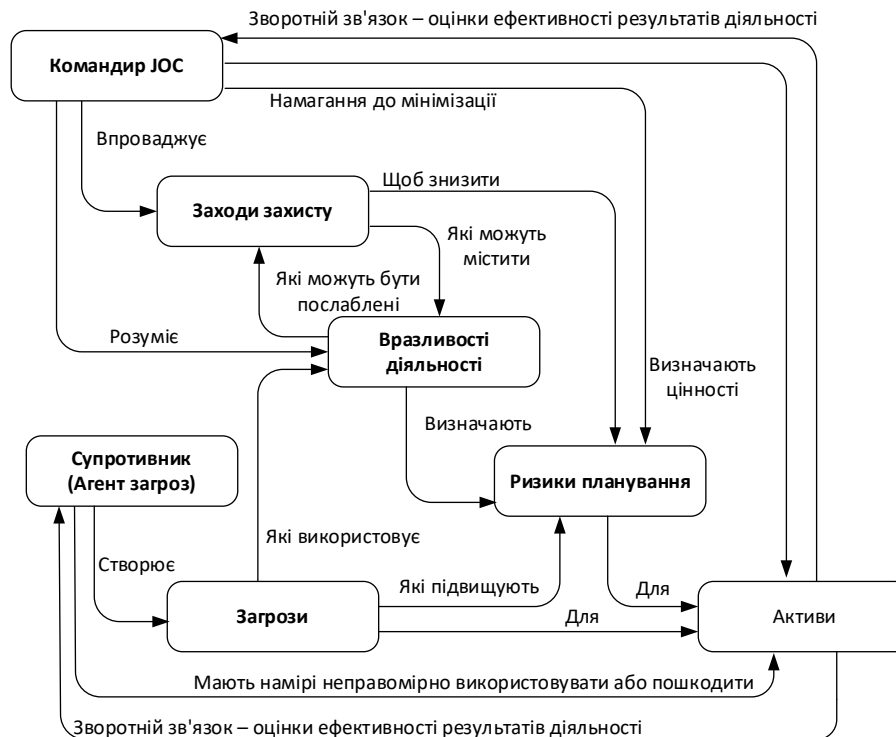 Зворотній зв'язок – оцінки ефективності результатів діяльності
Командир JOC
Намагання до мінімізації
Впроваджує
Щоб знизити
Заходи захисту
Які можуть
містити
Які можуть бути
послаблені
Розуміє
Вразливості
діяльності
Визначають
цінності
Визначають
Супротивник
(Агент загроз)
Ризики планування
Які використовує
Створює
Які підвищують
Для
Загрози
Для
Активи
Мають намірі неправомірно використовувати або пошкодити
Зворотній зв'язок – оцінки ефективності результатів діяльності